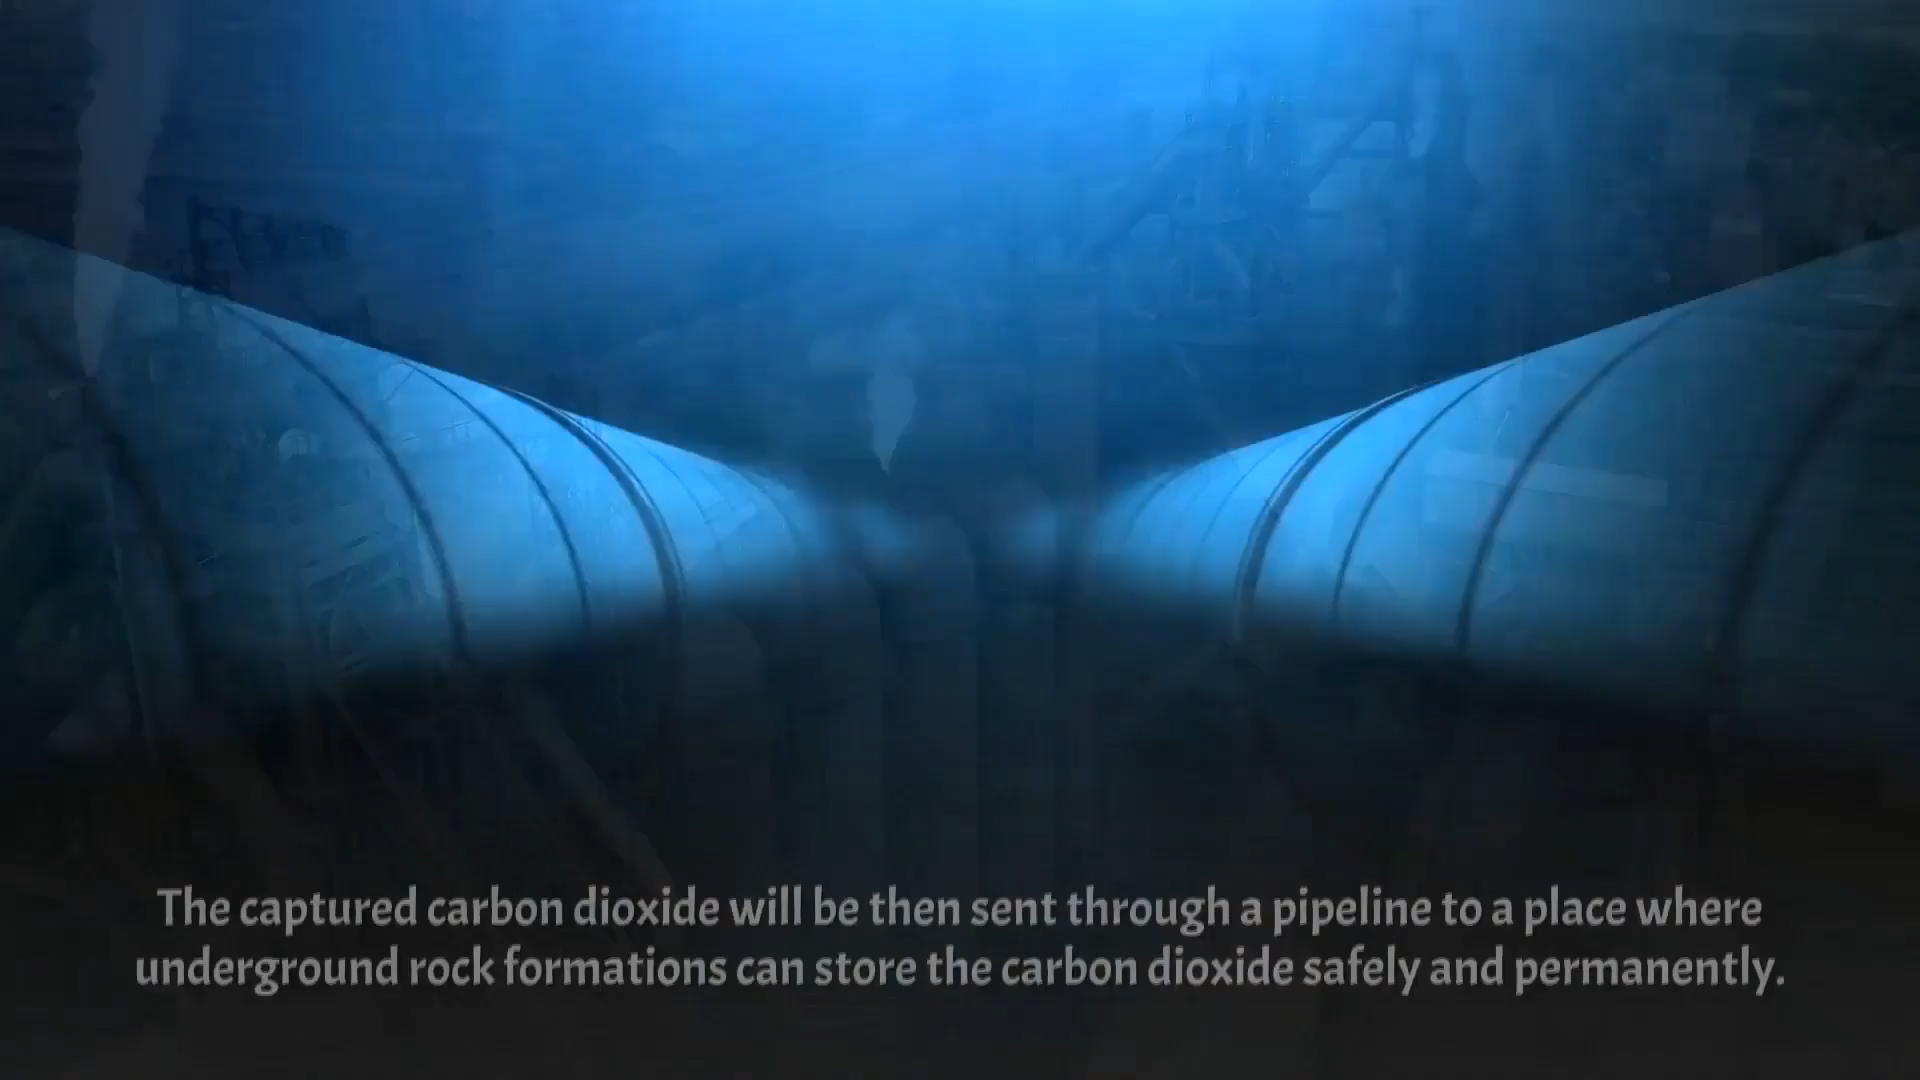 The captured carbon dioxide will be then sent through a pipeline to a place where
underground rock formations can store the carbon dioxide safely and permanently.